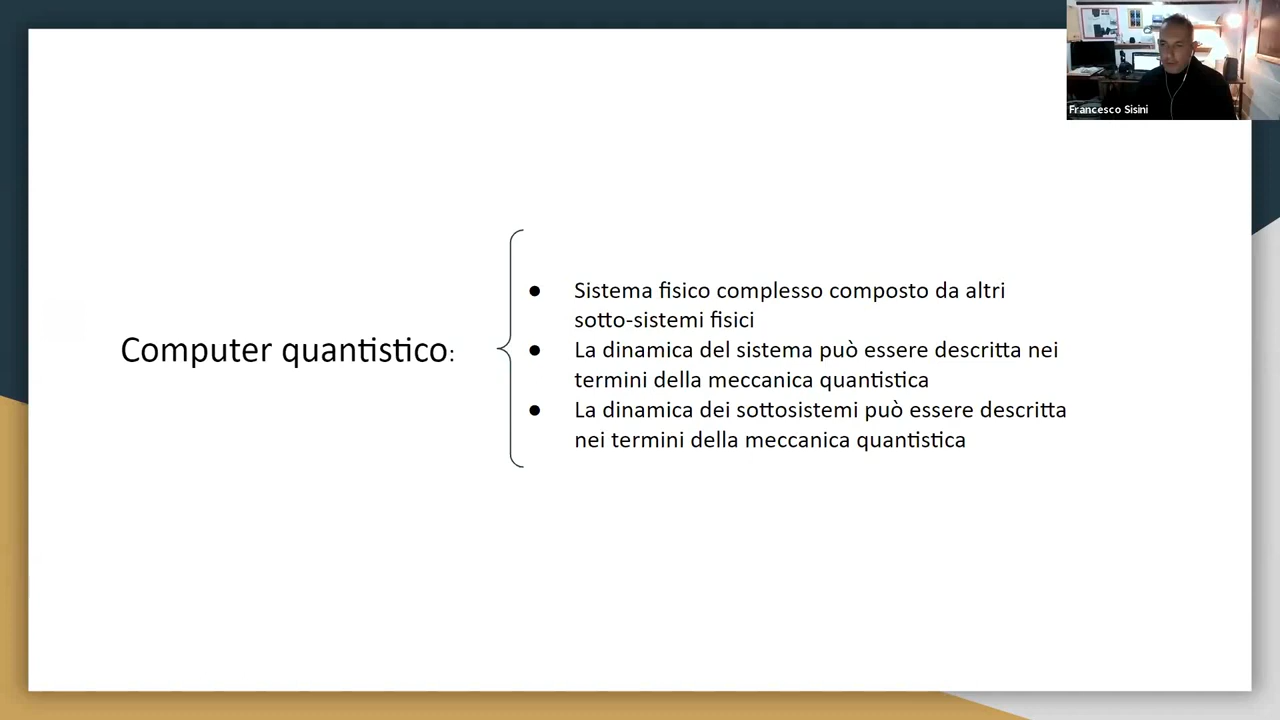 Francesco Sisini
Computer quantistico:
● Sistema fisico complesso composto da altri
sotto-sistemi fisici
● La dinamica del sistema può essere descritta nei
termini della meccanica quantistica
● La dinamica dei sottosistemi può essere descritta
nei termini della meccanica quantistica